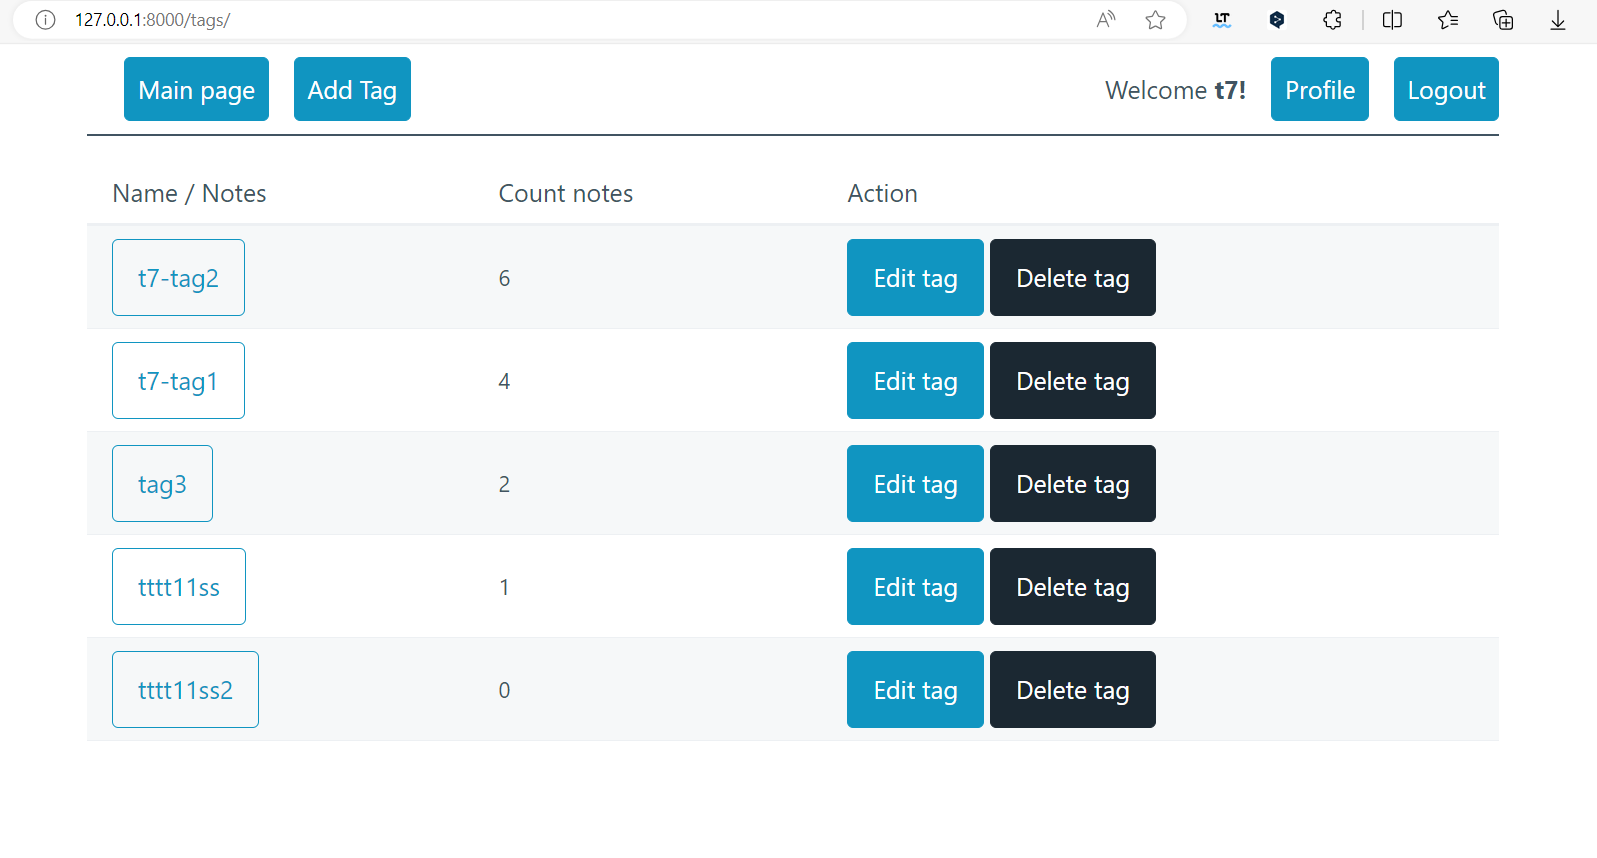 127.0.0.1:8000/tags/
Main page Add Tag Welcome t7! Profile Logout
Name / Notes Count notes Action
t7-tag2 6 Edit tag Delete tag
t7-tag1 4 Edit tag Delete tag
tag3 2 Edit tag Delete tag
tttt11ss 1 Edit tag Delete tag
tttt11ss2 0 Edit tag Delete tag